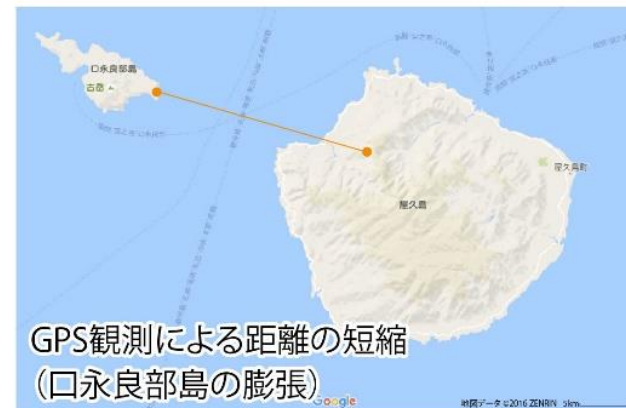 口永良部島
古岳
屋久島町
屋久島
GPS観測による距離の短縮
（口永良部島の膨張）
Google
地図データ ©2016 ZENRIN 5km